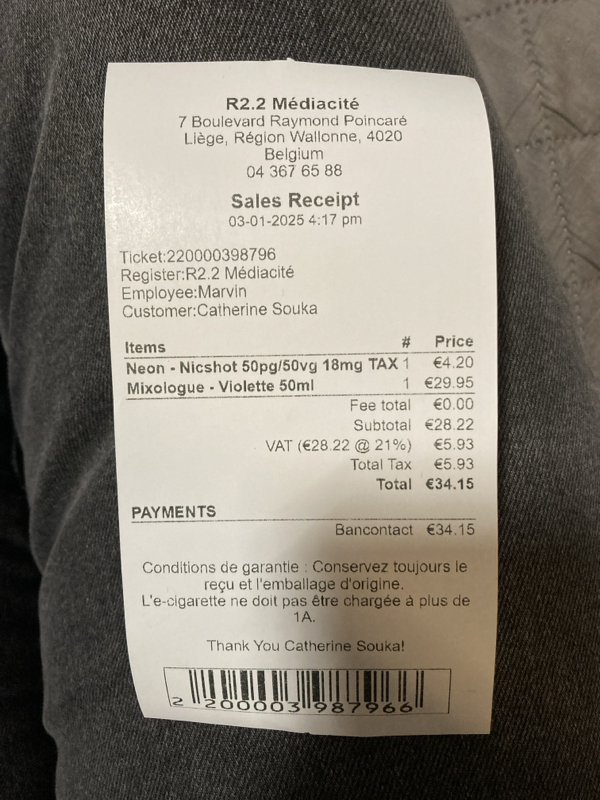 R2.2 Médiacité
7 Boulevard Raymond Poincaré
Liège, Région Wallonne, 4020
Belgium
04 367 65 88
Sales Receipt
03-01-2025 4:17 pm
Ticket:220000398796
Register:R2.2 Médiacité
Employee:Marvin
Customer:Catherine Souka
Items # Price
Neon - Nicshot 50pg/50vg 18mg TAX 1 €4.20
Mixologue - Violette 50ml 1 €29.95
Fee total €0.00
Subtotal €28.22
VAT (€28.22 @ 21%) €5.93
Total Tax €5.93
Total €34.15
PAYMENTS
Bancontact €34.15
Conditions de garantie : Conservez toujours le
reçu et l'emballage d'origine.
L'e-cigarette ne doit pas être chargée à plus de
1A.
Thank You Catherine Souka!
2 200003 987966